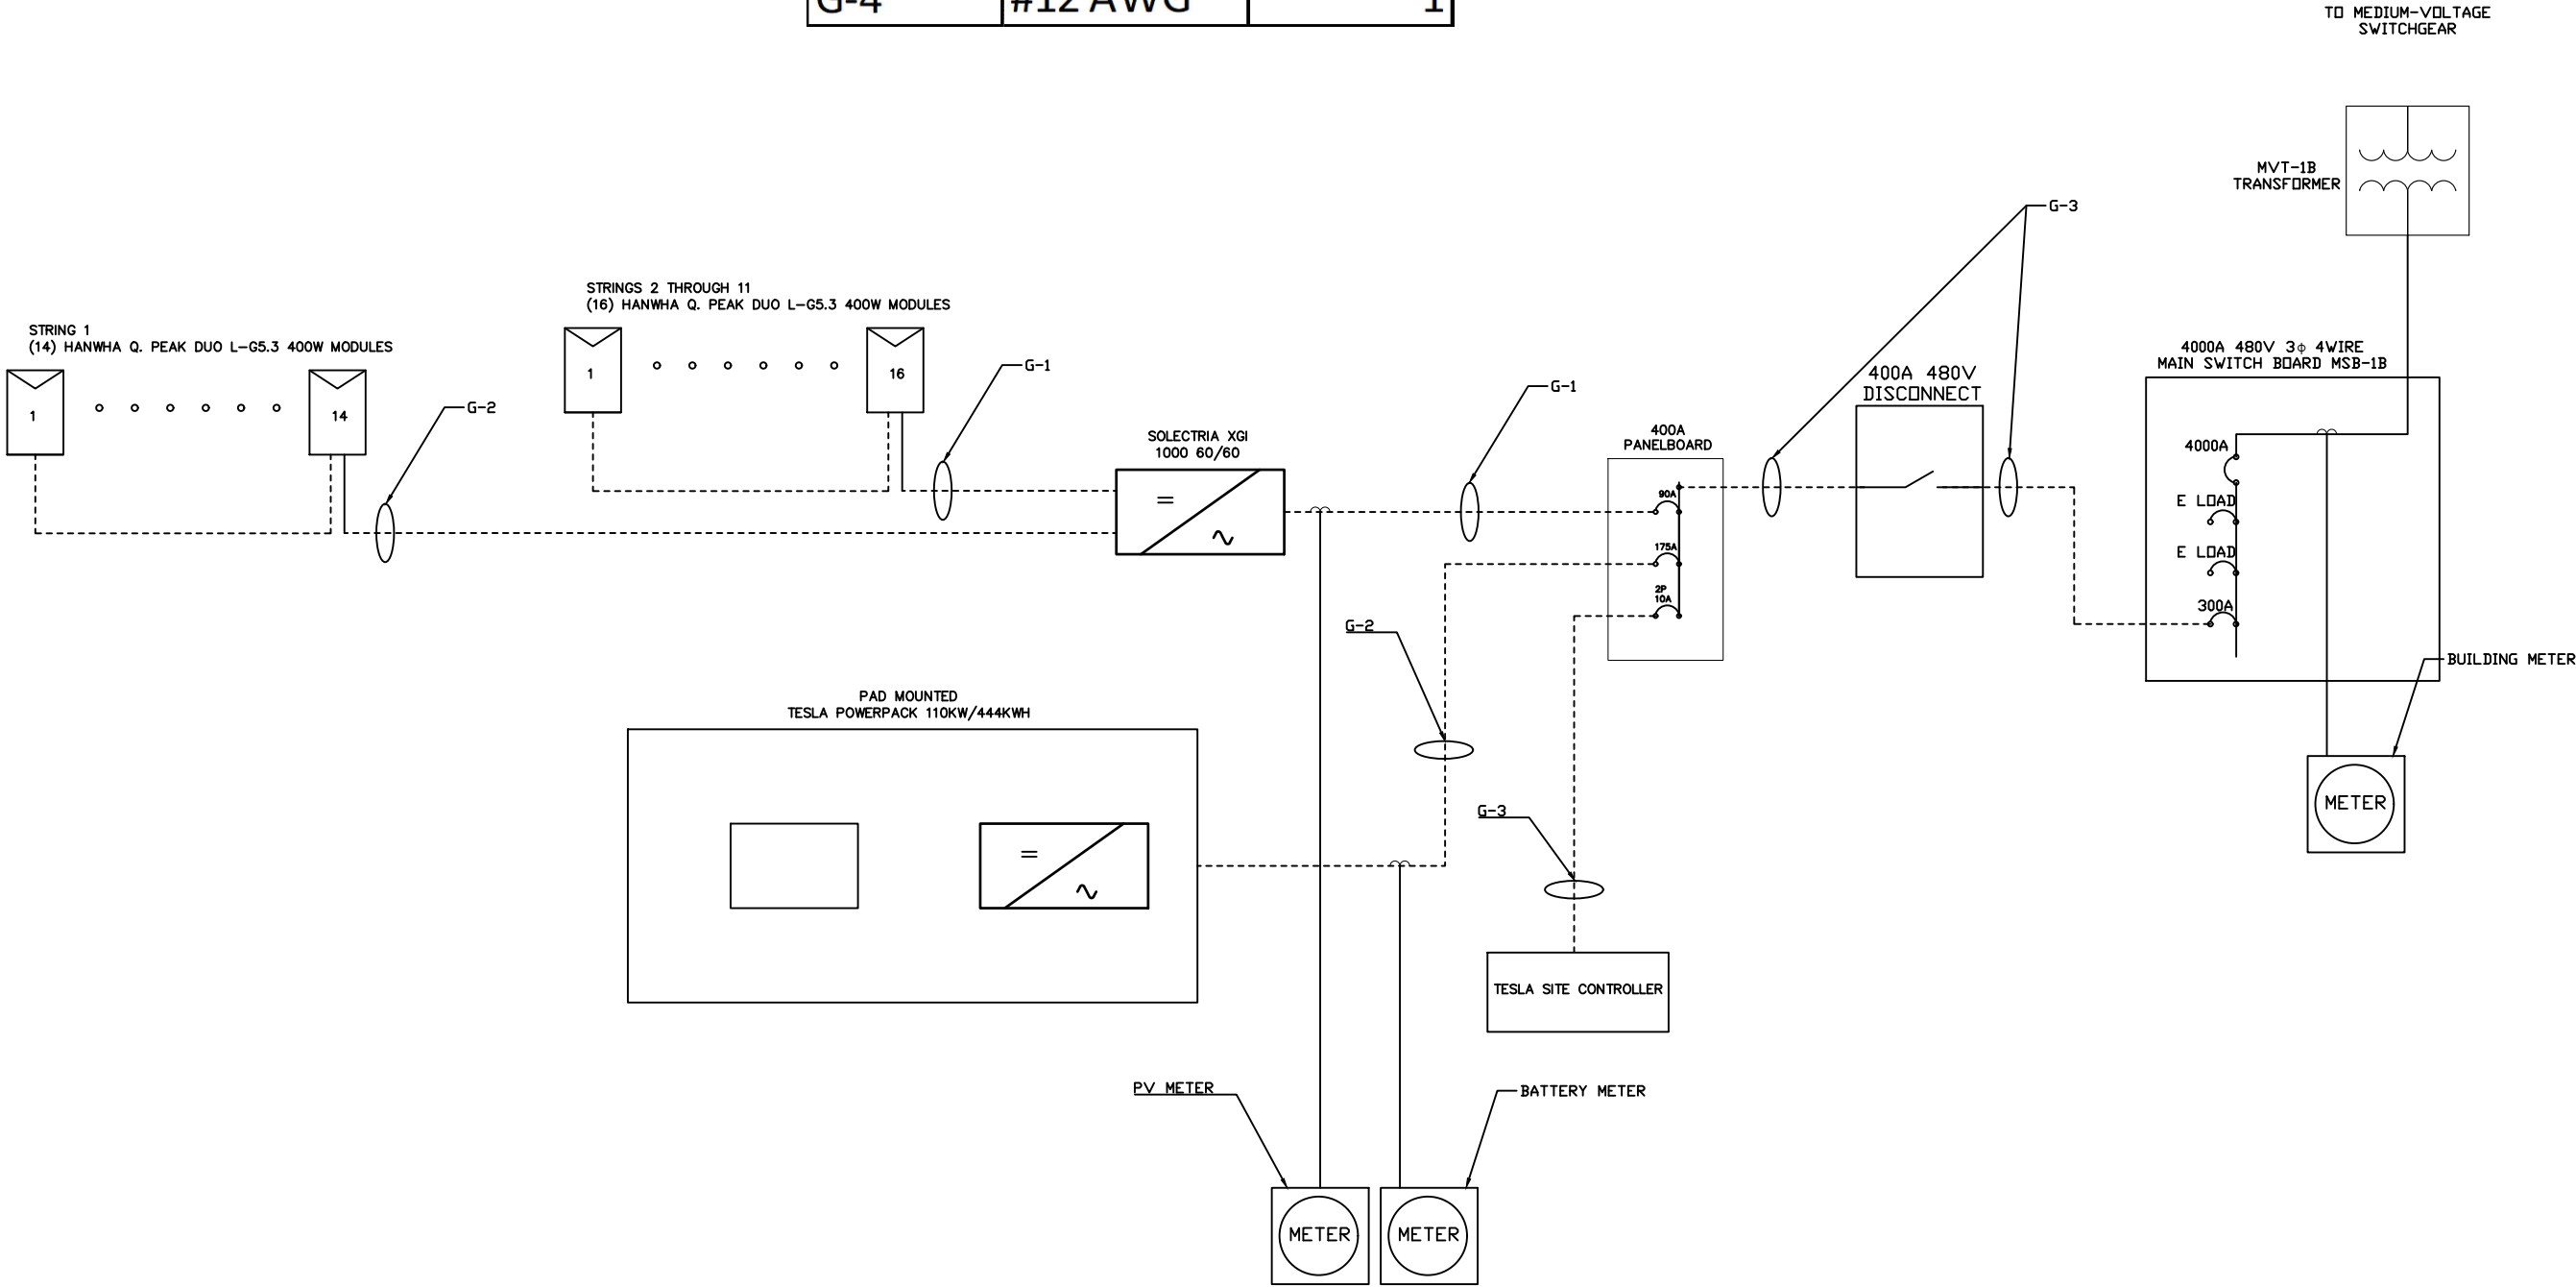 G-4 #12 AWG 1
TO MEDIUM-VOLTAGE
SWITCHGEAR
MVT-1B
TRANSFORMER
G-3
STRINGS 2 THROUGH 11
(16) HANWHA Q. PEAK DUO L-G5.3 400W MODULES
STRING 1
(14) HANWHA Q. PEAK DUO L-G5.3 400W MODULES
1
14
G-2
1
16
G-1
SOLECTRIA XGI
1000 60/60
G-1
400A
PANELBOARD
90A
175A
2P
10A
400A 480V
DISCONNECT
4000A 480V 3ϕ 4WIRE
MAIN SWITCH BOARD MSB-1B
4000A
E LOAD
E LOAD
300A
BUILDING METER
METER
G-2
PAD MOUNTED
TESLA POWERPACK 110KW/444KWH
G-3
TESLA SITE CONTROLLER
PV METER
BATTERY METER
METER
METER